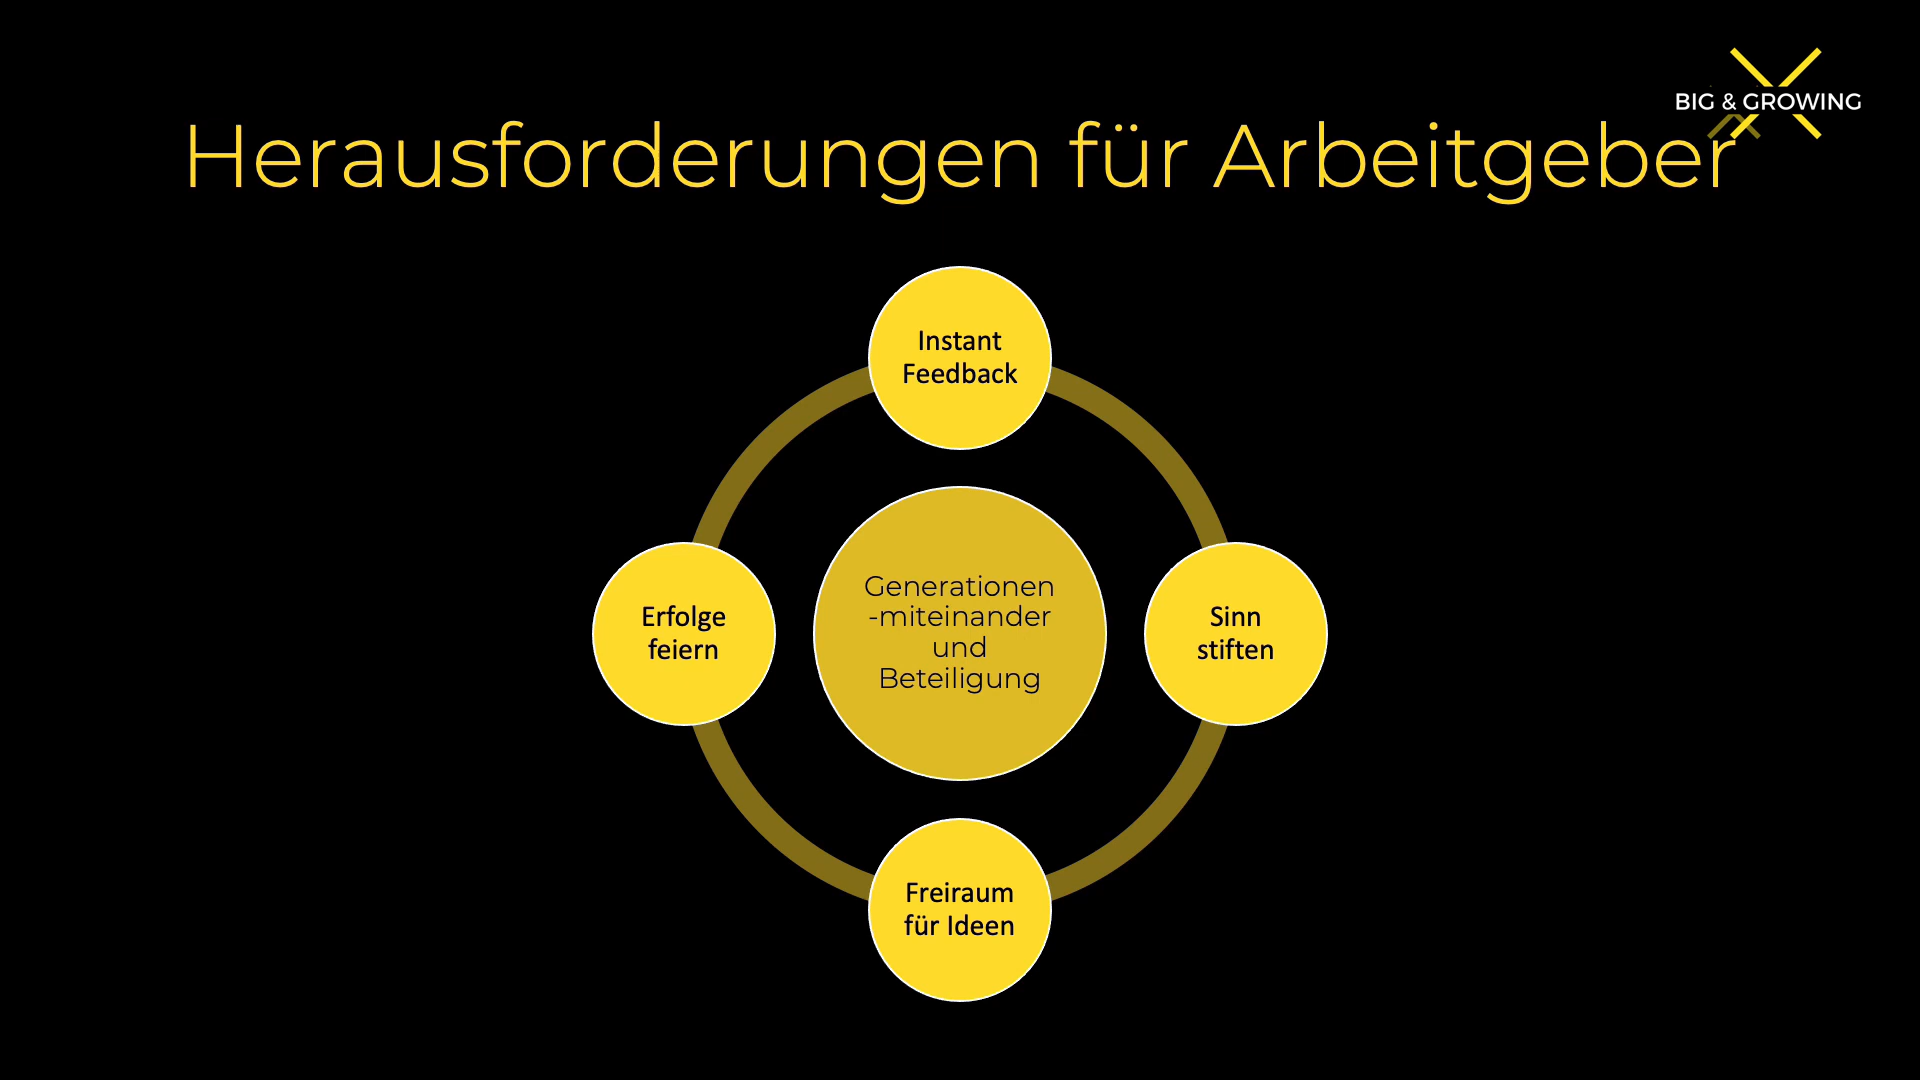 BIG & GROWING
Herausforderungen für Arbeitgeber
Instant
Feedback
Erfolge
feiern
Generationen
-miteinander
und
Beteiligung
Sinn
stiften
Freiraum
für Ideen